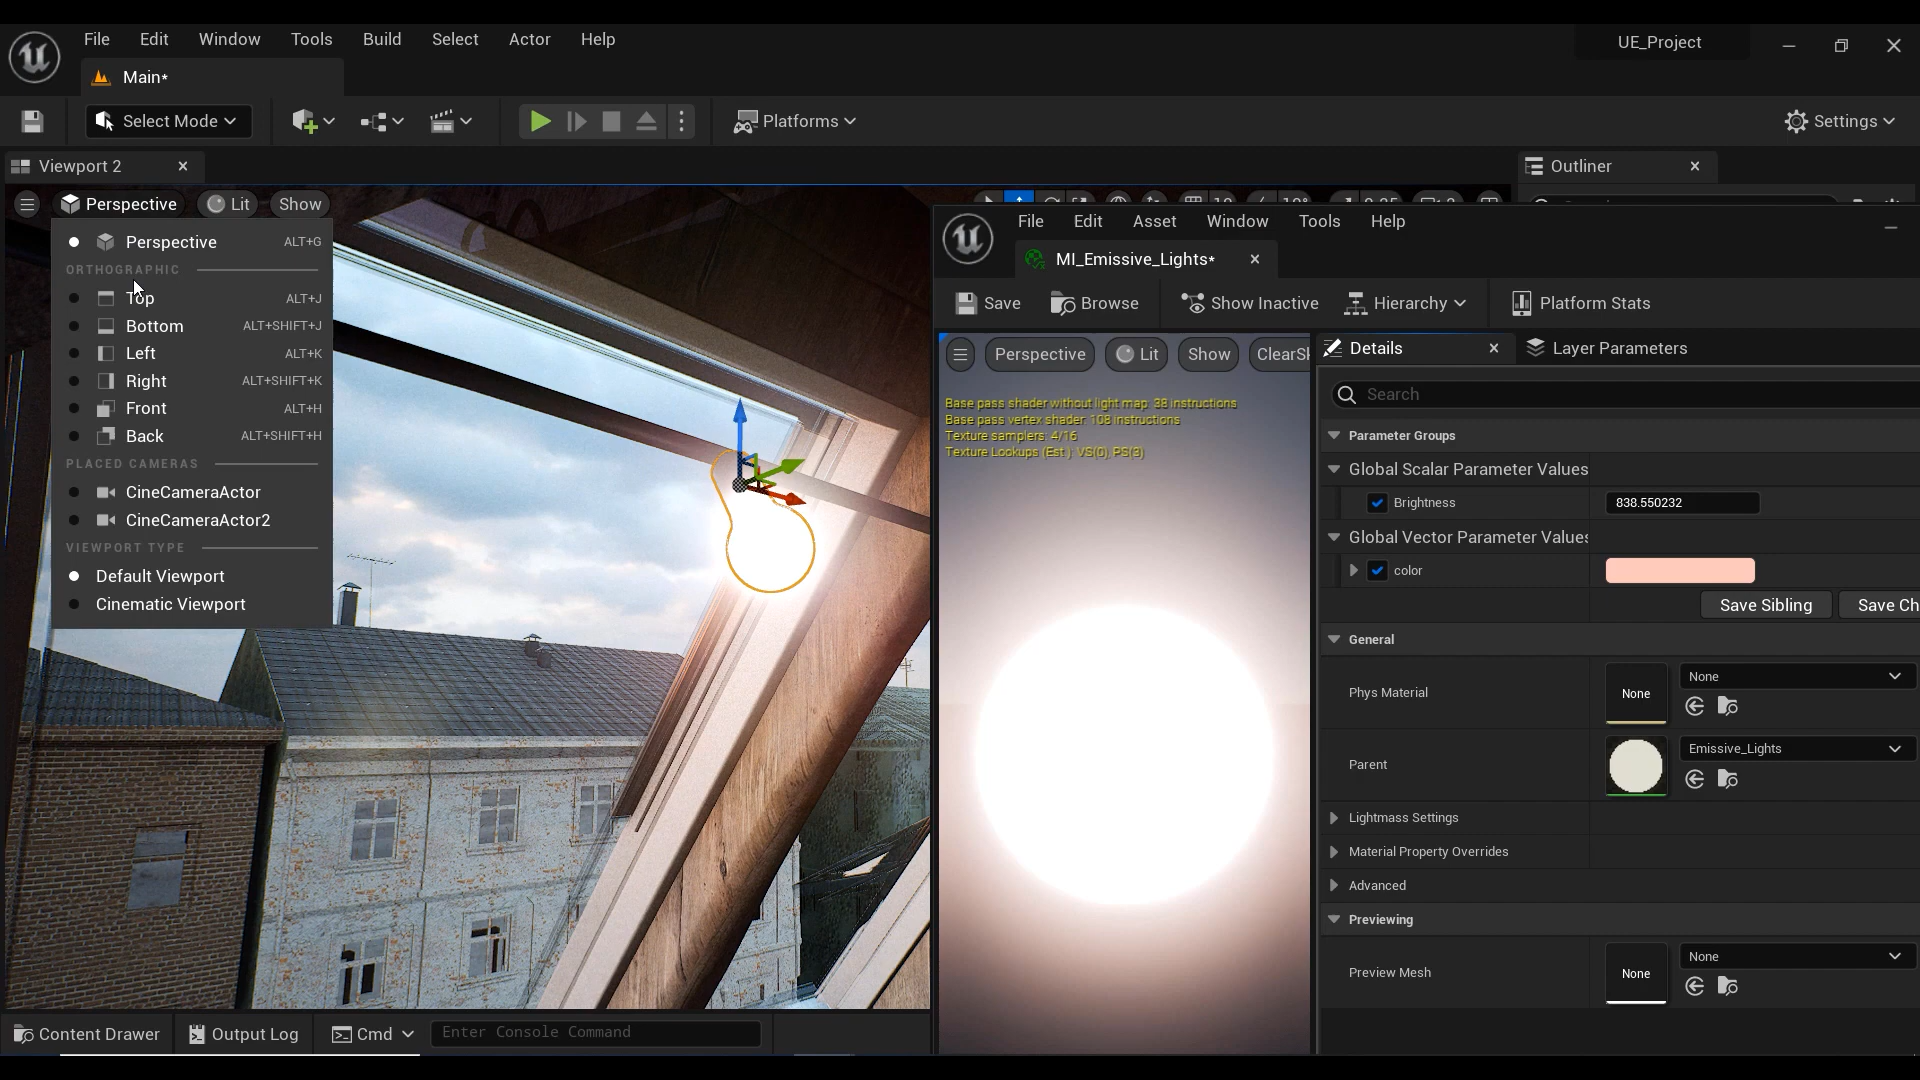 File Edit Window Tools Build Select Actor Help
UE_Project
Main*
Select Mode
Platforms
Settings
Viewport 2
Outliner
Perspective Lit Show
Perspective ALT+G
ORTHOGRAPHIC
Top ALT+J
Bottom ALT+SHIFT+J
Left ALT+K
Right ALT+SHIFT+K
Front ALT+H
Back ALT+SHIFT+H
PLACED CAMERAS
CineCameraActor
CineCameraActor2
VIEWPORT TYPE
Default Viewport
Cinematic Viewport
File Edit Asset Window Tools Help
MI_Emissive_Lights*
Save Browse Show Inactive Hierarchy Platform Stats
Perspective Lit Show ClearSk
Base pass shader without light map: 38 instructions
Base pass vertex shader: 108 instructions
Texture samplers: 4/16
Texture Lookups (Est.): VS(0), PS(3)
Details
Layer Parameters
Search
Parameter Groups
Global Scalar Parameter Values
Brightness 838.550232
Global Vector Parameter Values
color
Save Sibling Save Ch
General
Phys Material None None
Parent Emissive_Lights
Lightmass Settings
Material Property Overrides
Advanced
Previewing
Preview Mesh None None
Content Drawer Output Log Cmd Enter Console Command